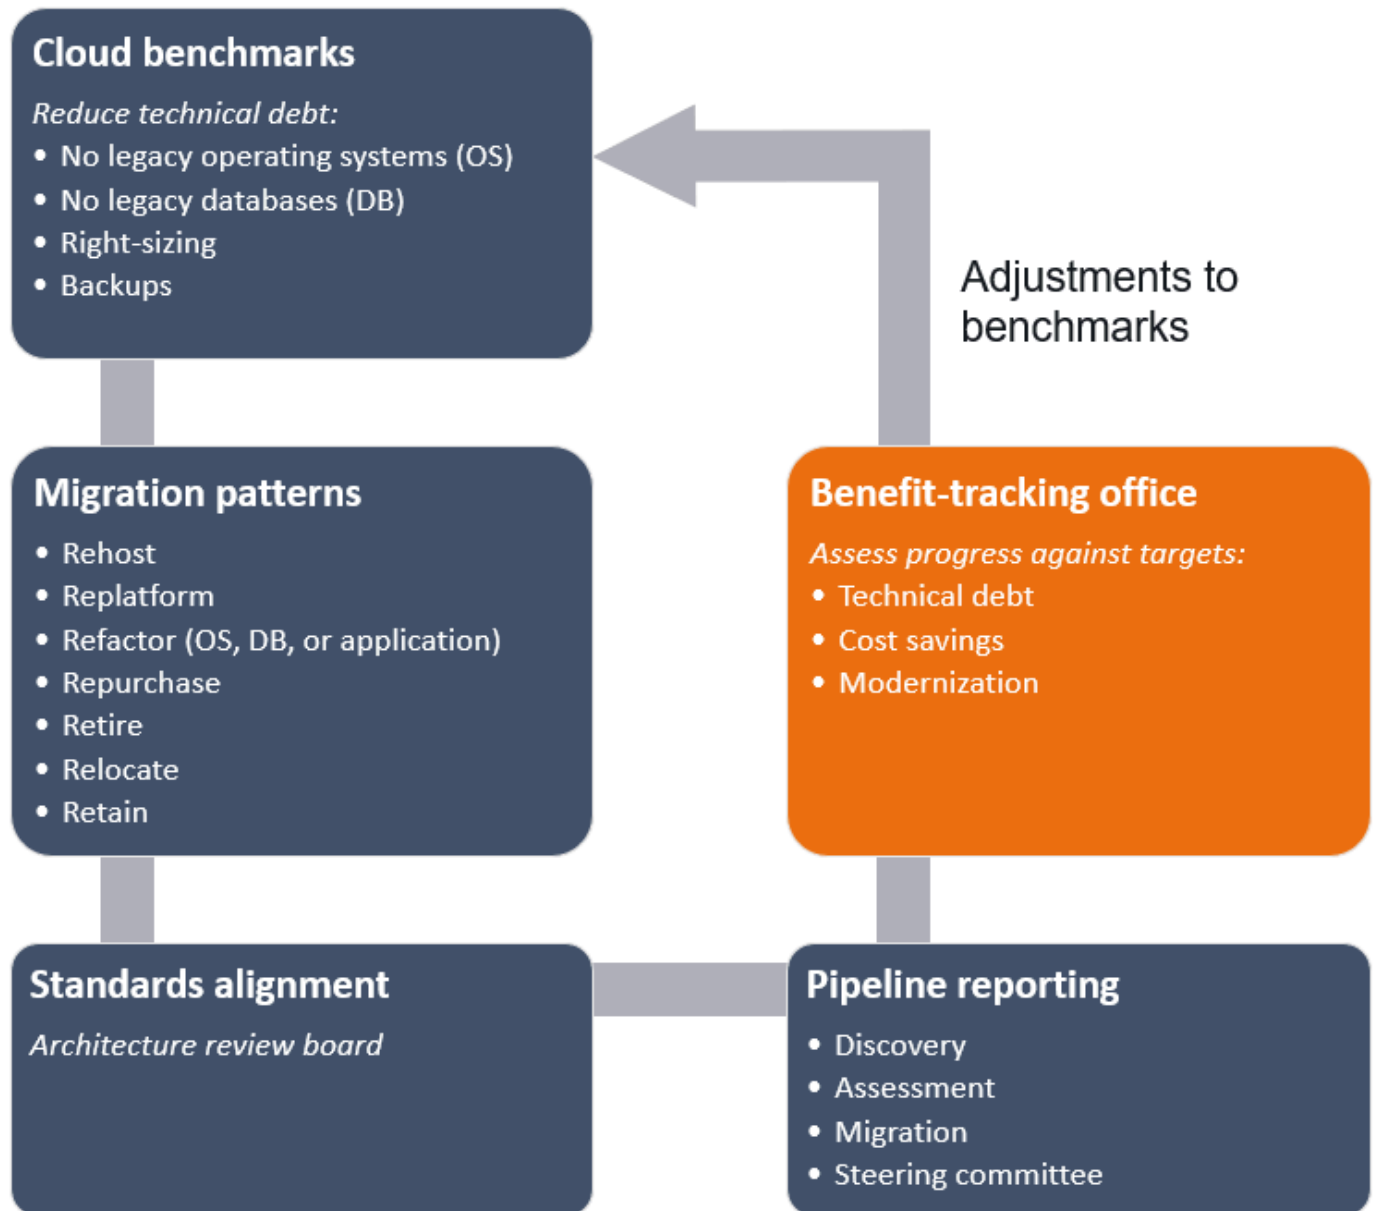 Cloud benchmarks
Reduce technical debt:
• No legacy operating systems (OS)
• No legacy databases (DB)
• Right-sizing
• Backups
Adjustments to
benchmarks
Migration patterns
• Rehost
• Replatform
• Refactor (OS, DB, or application)
• Repurchase
• Retire
• Relocate
• Retain
Benefit-tracking office
Assess progress against targets:
• Technical debt
• Cost savings
• Modernization
Standards alignment
Architecture review board
Pipeline reporting
• Discovery
• Assessment
• Migration
• Steering committee